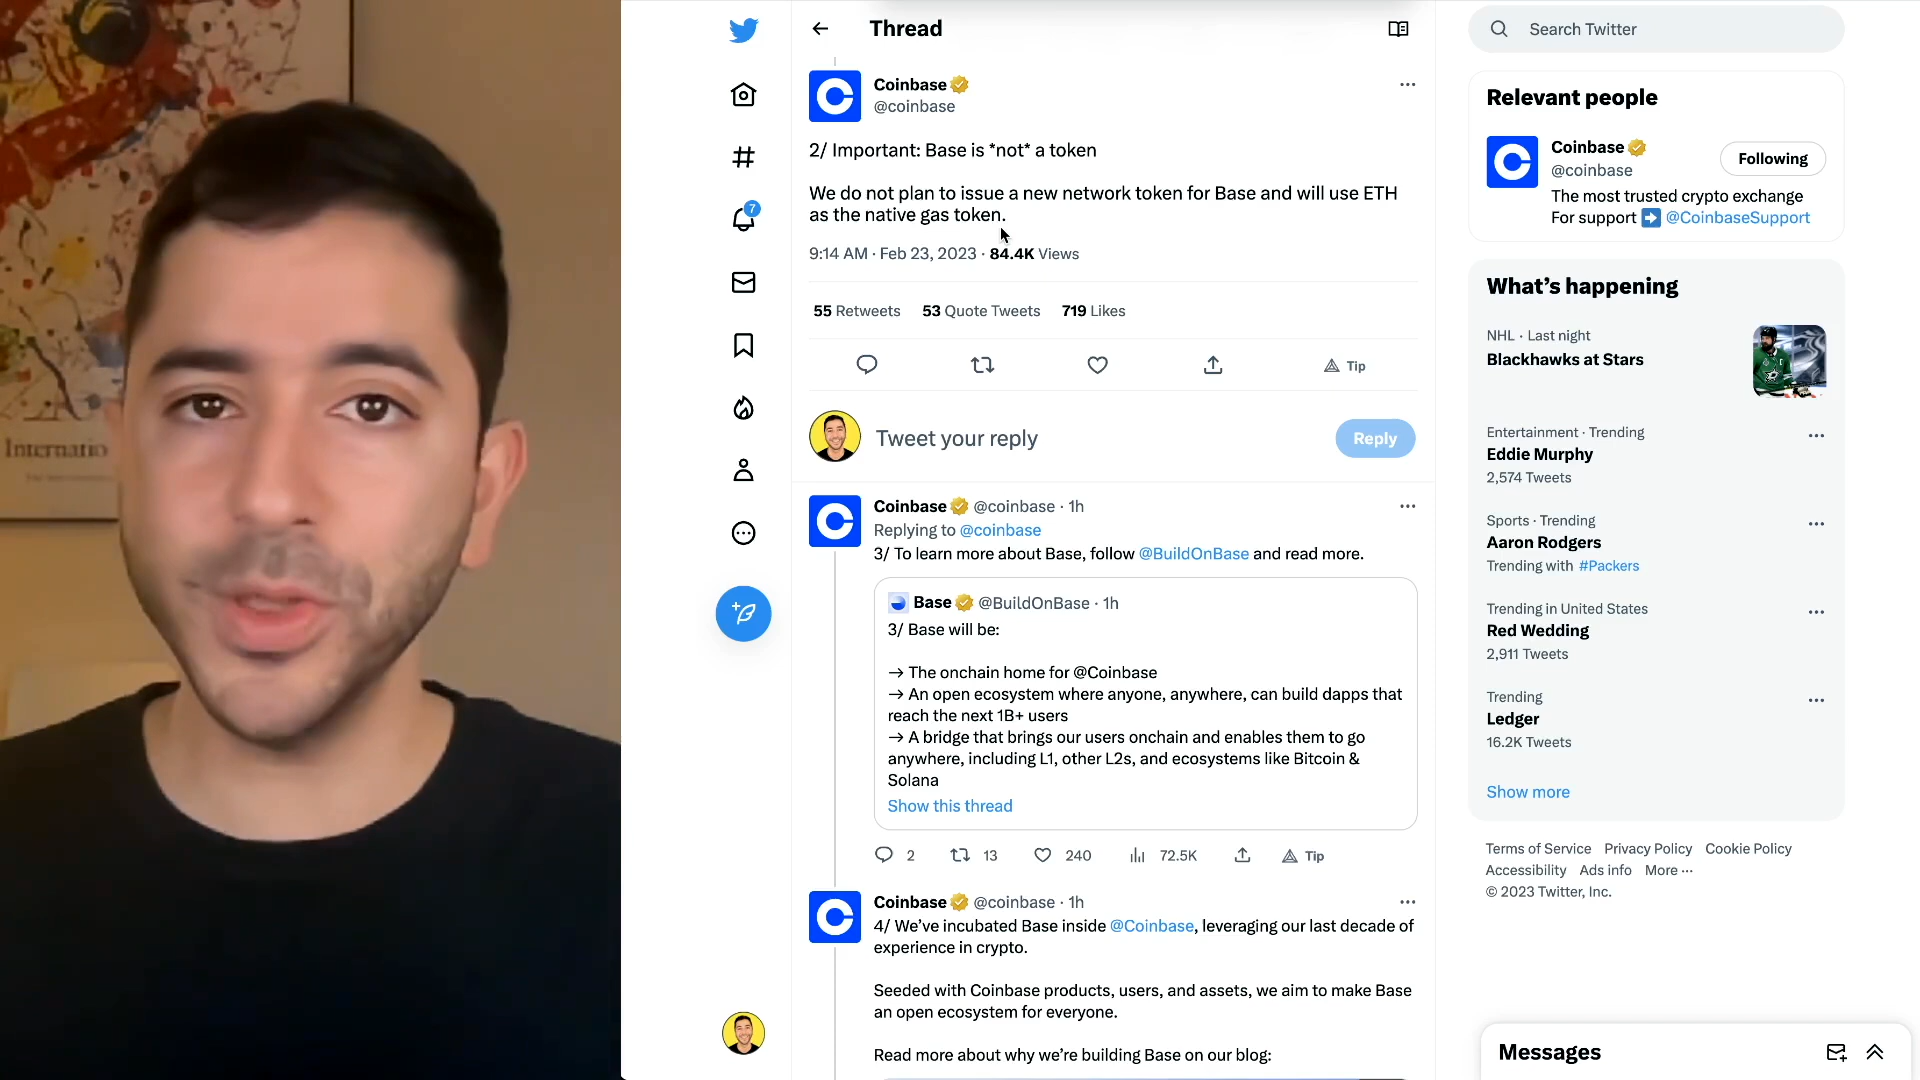 Internatio
Thread
Coinbase
@coinbase
2/ Important: Base is *not* a token
We do not plan to issue a new network token for Base and will use ETH
as the native gas token.
9:14 AM · Feb 23, 2023 · 84.4K Views
55 Retweets 53 Quote Tweets 719 Likes
Tip
Tweet your reply
Reply
Coinbase @coinbase · 1h
Replying to @coinbase
3/ To learn more about Base, follow @BuildOnBase and read more.
Base @BuildOnBase · 1h
3/ Base will be:
→ The onchain home for @Coinbase
→ An open ecosystem where anyone, anywhere, can build dapps that
reach the next 1B+ users
→ A bridge that brings our users onchain and enables them to go
anywhere, including L1, other L2s, and ecosystems like Bitcoin &
Solana
Show this thread
2 13 240 72.5K Tip
Coinbase @coinbase · 1h
4/ We’ve incubated Base inside @Coinbase, leveraging our last decade of
experience in crypto.
Seeded with Coinbase products, users, and assets, we aim to make Base
an open ecosystem for everyone.
Read more about why we’re building Base on our blog:
7
Search Twitter
Relevant people
Coinbase
@coinbase
Following
The most trusted crypto exchange
For support ➡️ @CoinbaseSupport
What’s happening
NHL · Last night
Blackhawks at Stars
Entertainment · Trending
Eddie Murphy
2,574 Tweets
Sports · Trending
Aaron Rodgers
Trending with #Packers
Trending in United States
Red Wedding
2,911 Tweets
Trending
Ledger
16.2K Tweets
Show more
Terms of Service Privacy Policy Cookie Policy
Accessibility Ads info More ···
© 2023 Twitter, Inc.
Messages